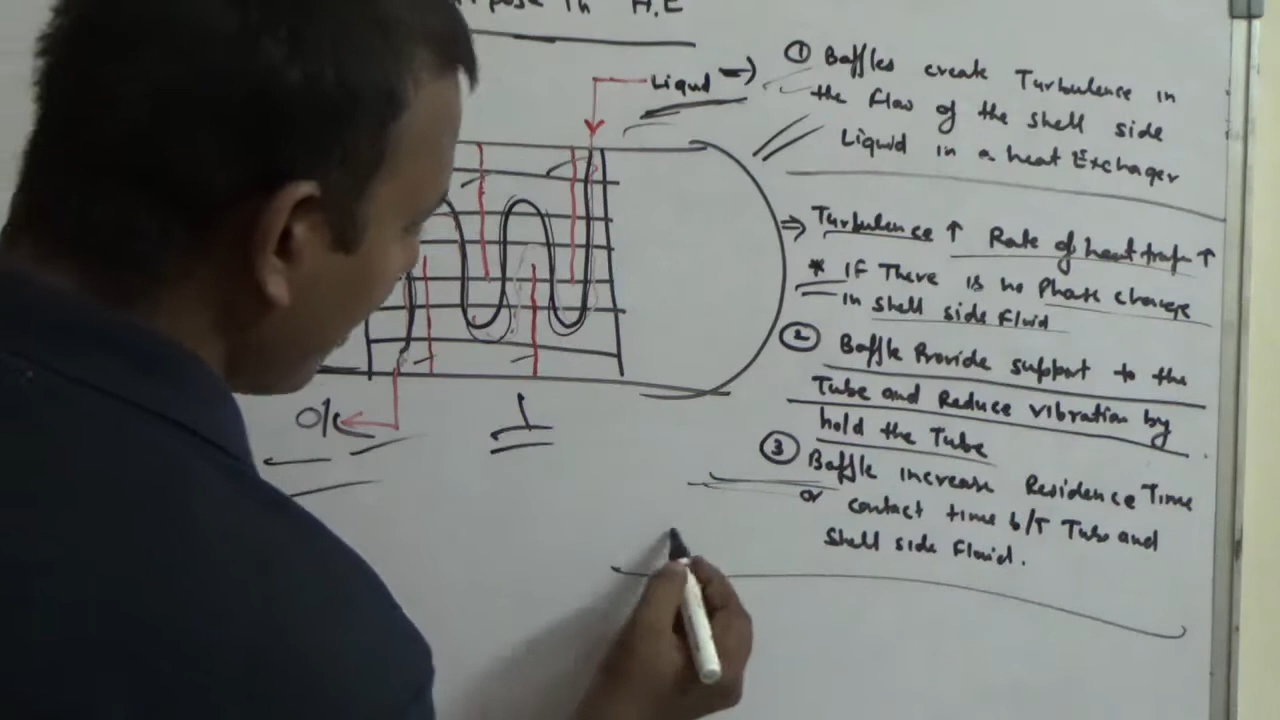 pose in H.E
Liquid
① Baffles create Turbulence in
the flow of the shell side
Liquid in a heat Exchager
⇒ Turbulence ↑ Rate of heat tranfn ↑
* IF There is no Phase change
in shell side Fluid
② Baffle Provide support to the
Tube and Reduce vibration by
hold the Tube
③ Baffle increase Residence Time
or contact time b/T Tube and
Shell side Fluid.
O/L